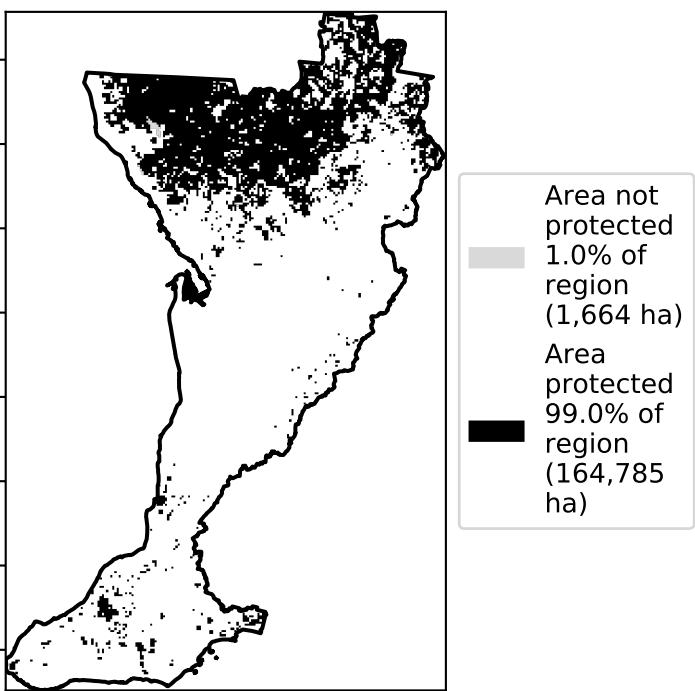 Area not
protected
1.0% of
region
(1,664 ha)
Area
protected
99.0% of
region
(164,785
ha)